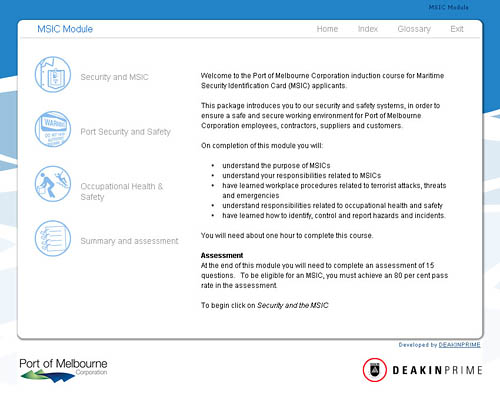 MSIC Module
MSIC Module
Home Index Glossary Exit
Security and MSIC
Port Security and Safety
Occupational Health &
Safety
Summary and assessment
Welcome to the Port of Melbourne Corporation induction course for Maritime
Security Identification Card (MSIC) applicants.
This package introduces you to our security and safety systems, in order to
ensure a safe and secure working environment for Port of Melbourne
Corporation employees, contractors, suppliers and customers.
On completion of this module you will:
• understand the purpose of MSICs
• understand your responsibilities related to MSICs
• have learned workplace procedures related to terrorist attacks, threats
and emergencies
• understand responsibilities related to occupational health and safety
• have learned how to identify, control and report hazards and incidents.
You will need about one hour to complete this course.
Assessment
At the end of this module you will need to complete an assessment of 15
questions. To be eligible for an MSIC, you must achieve an 80 per cent pass
rate in the assessment.
To begin click on Security and the MSIC
Developed by DEAKINPRIME
Port of Melbourne
Corporation
DEAKINPRIME